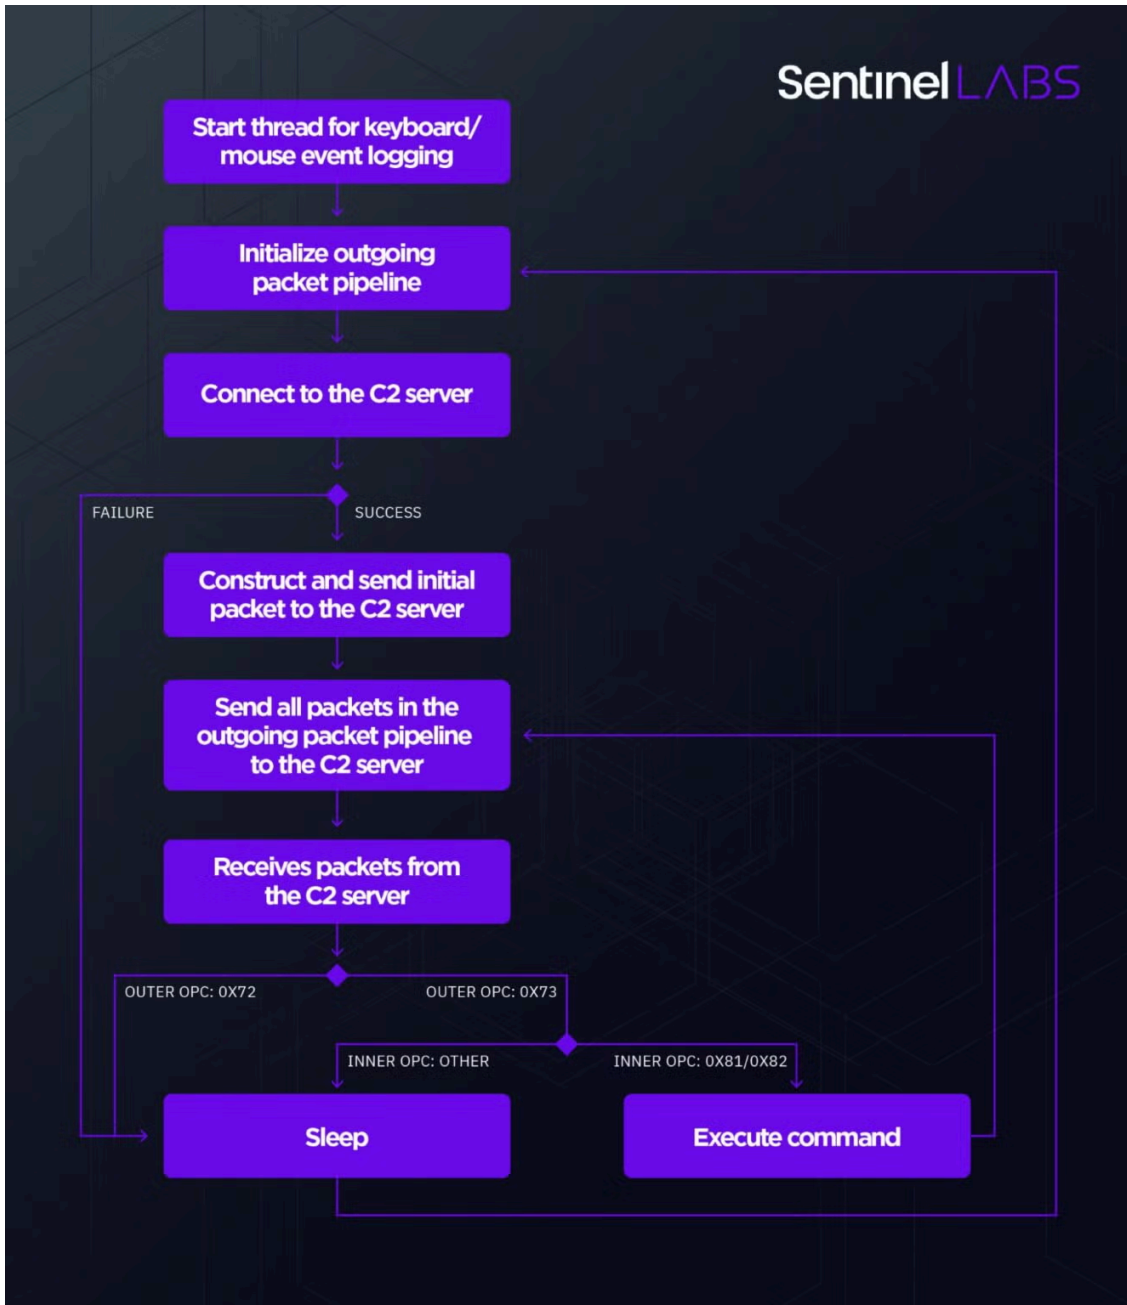 Sentinel LABS
Start thread for keyboard/
mouse event logging
Initialize outgoing
packet pipeline
Connect to the C2 server
FAILURE
SUCCESS
Construct and send initial
packet to the C2 server
Send all packets in the
outgoing packet pipeline
to the C2 server
Receives packets from
the C2 server
OUTER OPC: 0X72
OUTER OPC: 0X73
INNER OPC: OTHER
INNER OPC: 0X81/0X82
Sleep
Execute command